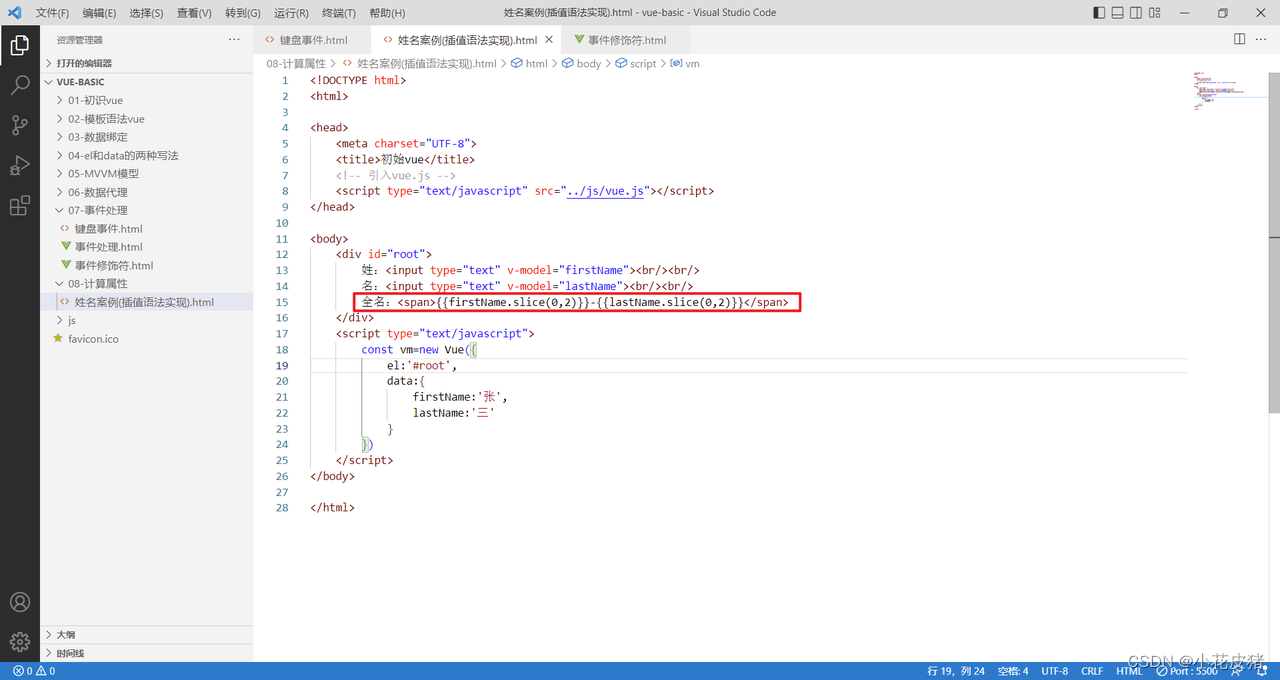 文件(F) 编辑(E) 选择(S) 查看(V) 转到(G) 运行(R) 终端(T) 帮助(H) 姓名案例(插值语法实现).html - vue-basic - Visual Studio Code
资源管理器
打开的编辑器
VUE-BASIC
01-初识vue
02-模板语法vue
03-数据绑定
04-el和data的两种写法
05-MVVM模型
06-数据代理
07-事件处理
键盘事件.html
事件处理.html
事件修饰符.html
08-计算属性
姓名案例(插值语法实现).html
js
favicon.ico
大纲
时间线
键盘事件.html 姓名案例(插值语法实现).html 事件修饰符.html
08-计算属性 > 姓名案例(插值语法实现).html > html > body > script > vm
1 <!DOCTYPE html>
2 <html>
3
4 <head>
5 <meta charset="UTF-8">
6 <title>初始vue</title>
7 <!-- 引入vue.js -->
8 <script type="text/javascript" src="../js/vue.js"></script>
9 </head>
10
11 <body>
12 <div id="root">
13 姓：<input type="text" v-model="firstName"><br/><br/>
14 名：<input type="text" v-model="lastName"><br/><br/>
15 全名：<span>{{firstName.slice(0,2)}}-{{lastName.slice(0,2)}}</span>
16 </div>
17 <script type="text/javascript">
18 const vm=new Vue({
19 el:'#root',
20 data:{
21 firstName:'张',
22 lastName:'三'
23 }
24 })
25 </script>
26 </body>
27
28 </html>
0 0 行 19，列 24 空格: 4 UTF-8 CRLF HTML Port : 5500
CSDN @小花皮猪